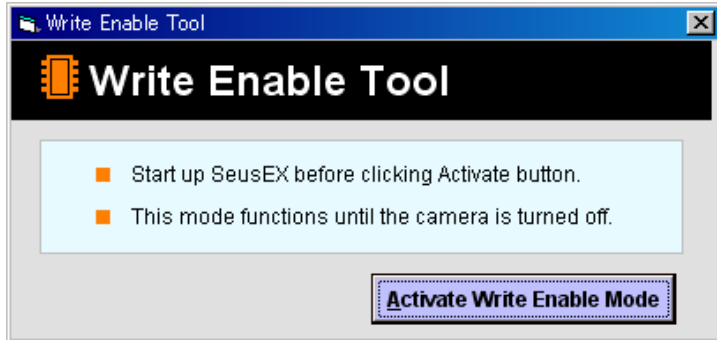 Write Enable Tool
Write Enable Tool
Start up SeusEX before clicking Activate button.
This mode functions until the camera is turned off.
Activate Write Enable Mode